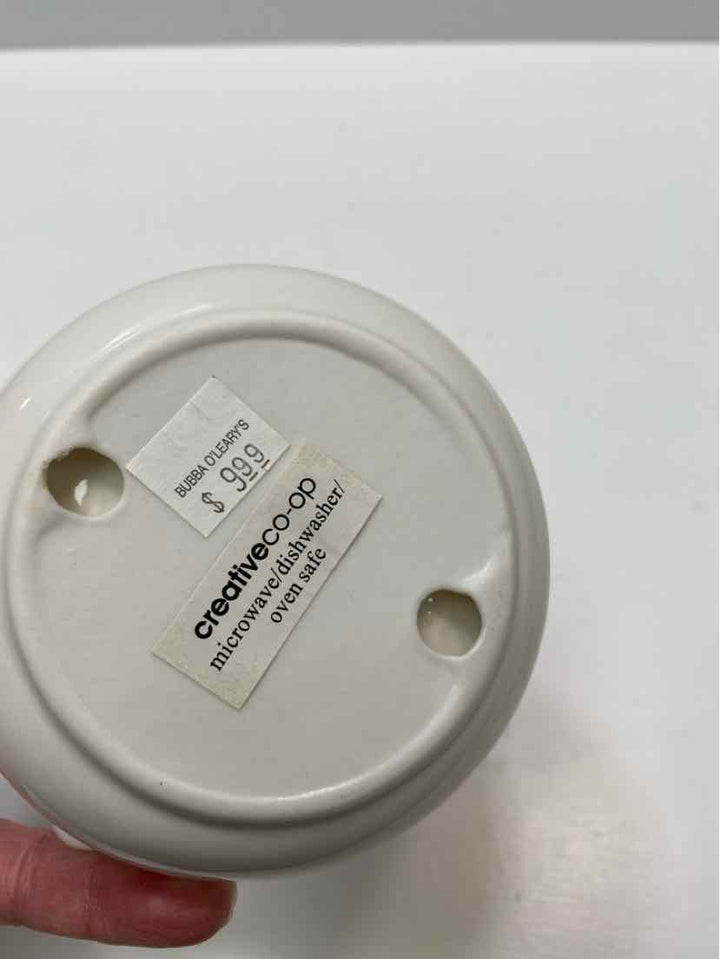 BUBBA O'LEARY'S
$ 999
creativeco-op
microwave/dishwasher/
oven safe